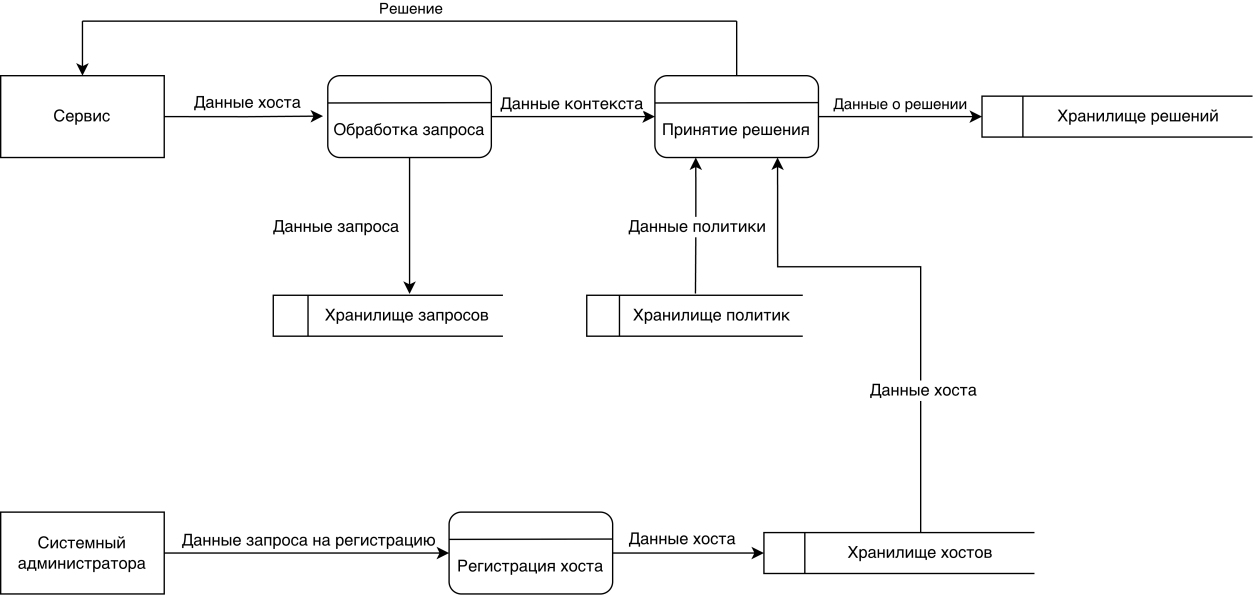 Решение
Сервис
Данные хоста
Обработка запроса
Данные контекста
Принятие решения
Данные о решении
Хранилище решений
Данные запроса
Данные политики
Хранилище запросов
Хранилище политик
Данные хоста
Системный
администратора
Данные запроса на регистрацию
Регистрация хоста
Данные хоста
Хранилище хостов